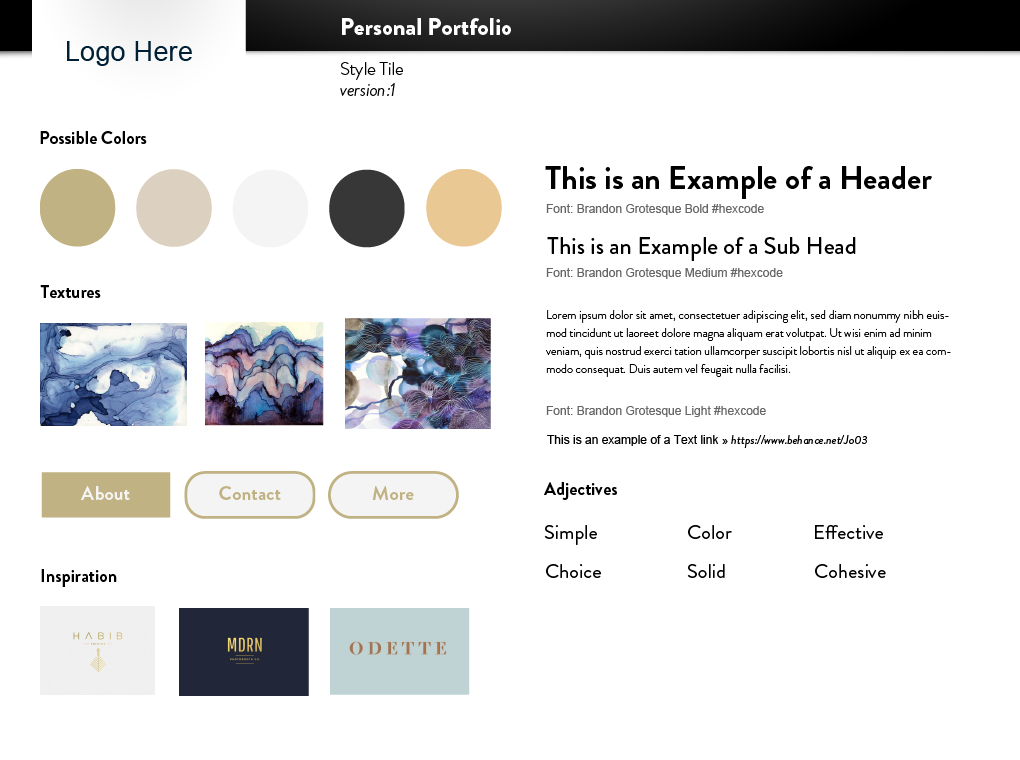 Logo Here
Personal Portfolio
Style Tile
version:1
Possible Colors
Textures
About
Contact
More
Inspiration
HABIB
MDRN
ODETTE
This is an Example of a Header
Font: Brandon Grotesque Bold #hexcode
This is an Example of a Sub Head
Font: Brandon Grotesque Medium #hexcode
Lorem ipsum dolor sit amet, consectetuer adipiscing elit, sed diam nonummy nibh euis-
mod tincidunt ut laoreet dolore magna aliquam erat volutpat. Ut wisi enim ad minim
veniam, quis nostrud exerci tation ullamcorper suscipit lobortis nisl ut aliquip ex ea com-
modo consequat. Duis autem vel feugait nulla facilisi.
Font: Brandon Grotesque Light #hexcode
This is an example of a Text link » https://www.behance.net/Jo03
Adjectives
Simple Color Effective
Choice Solid Cohesive